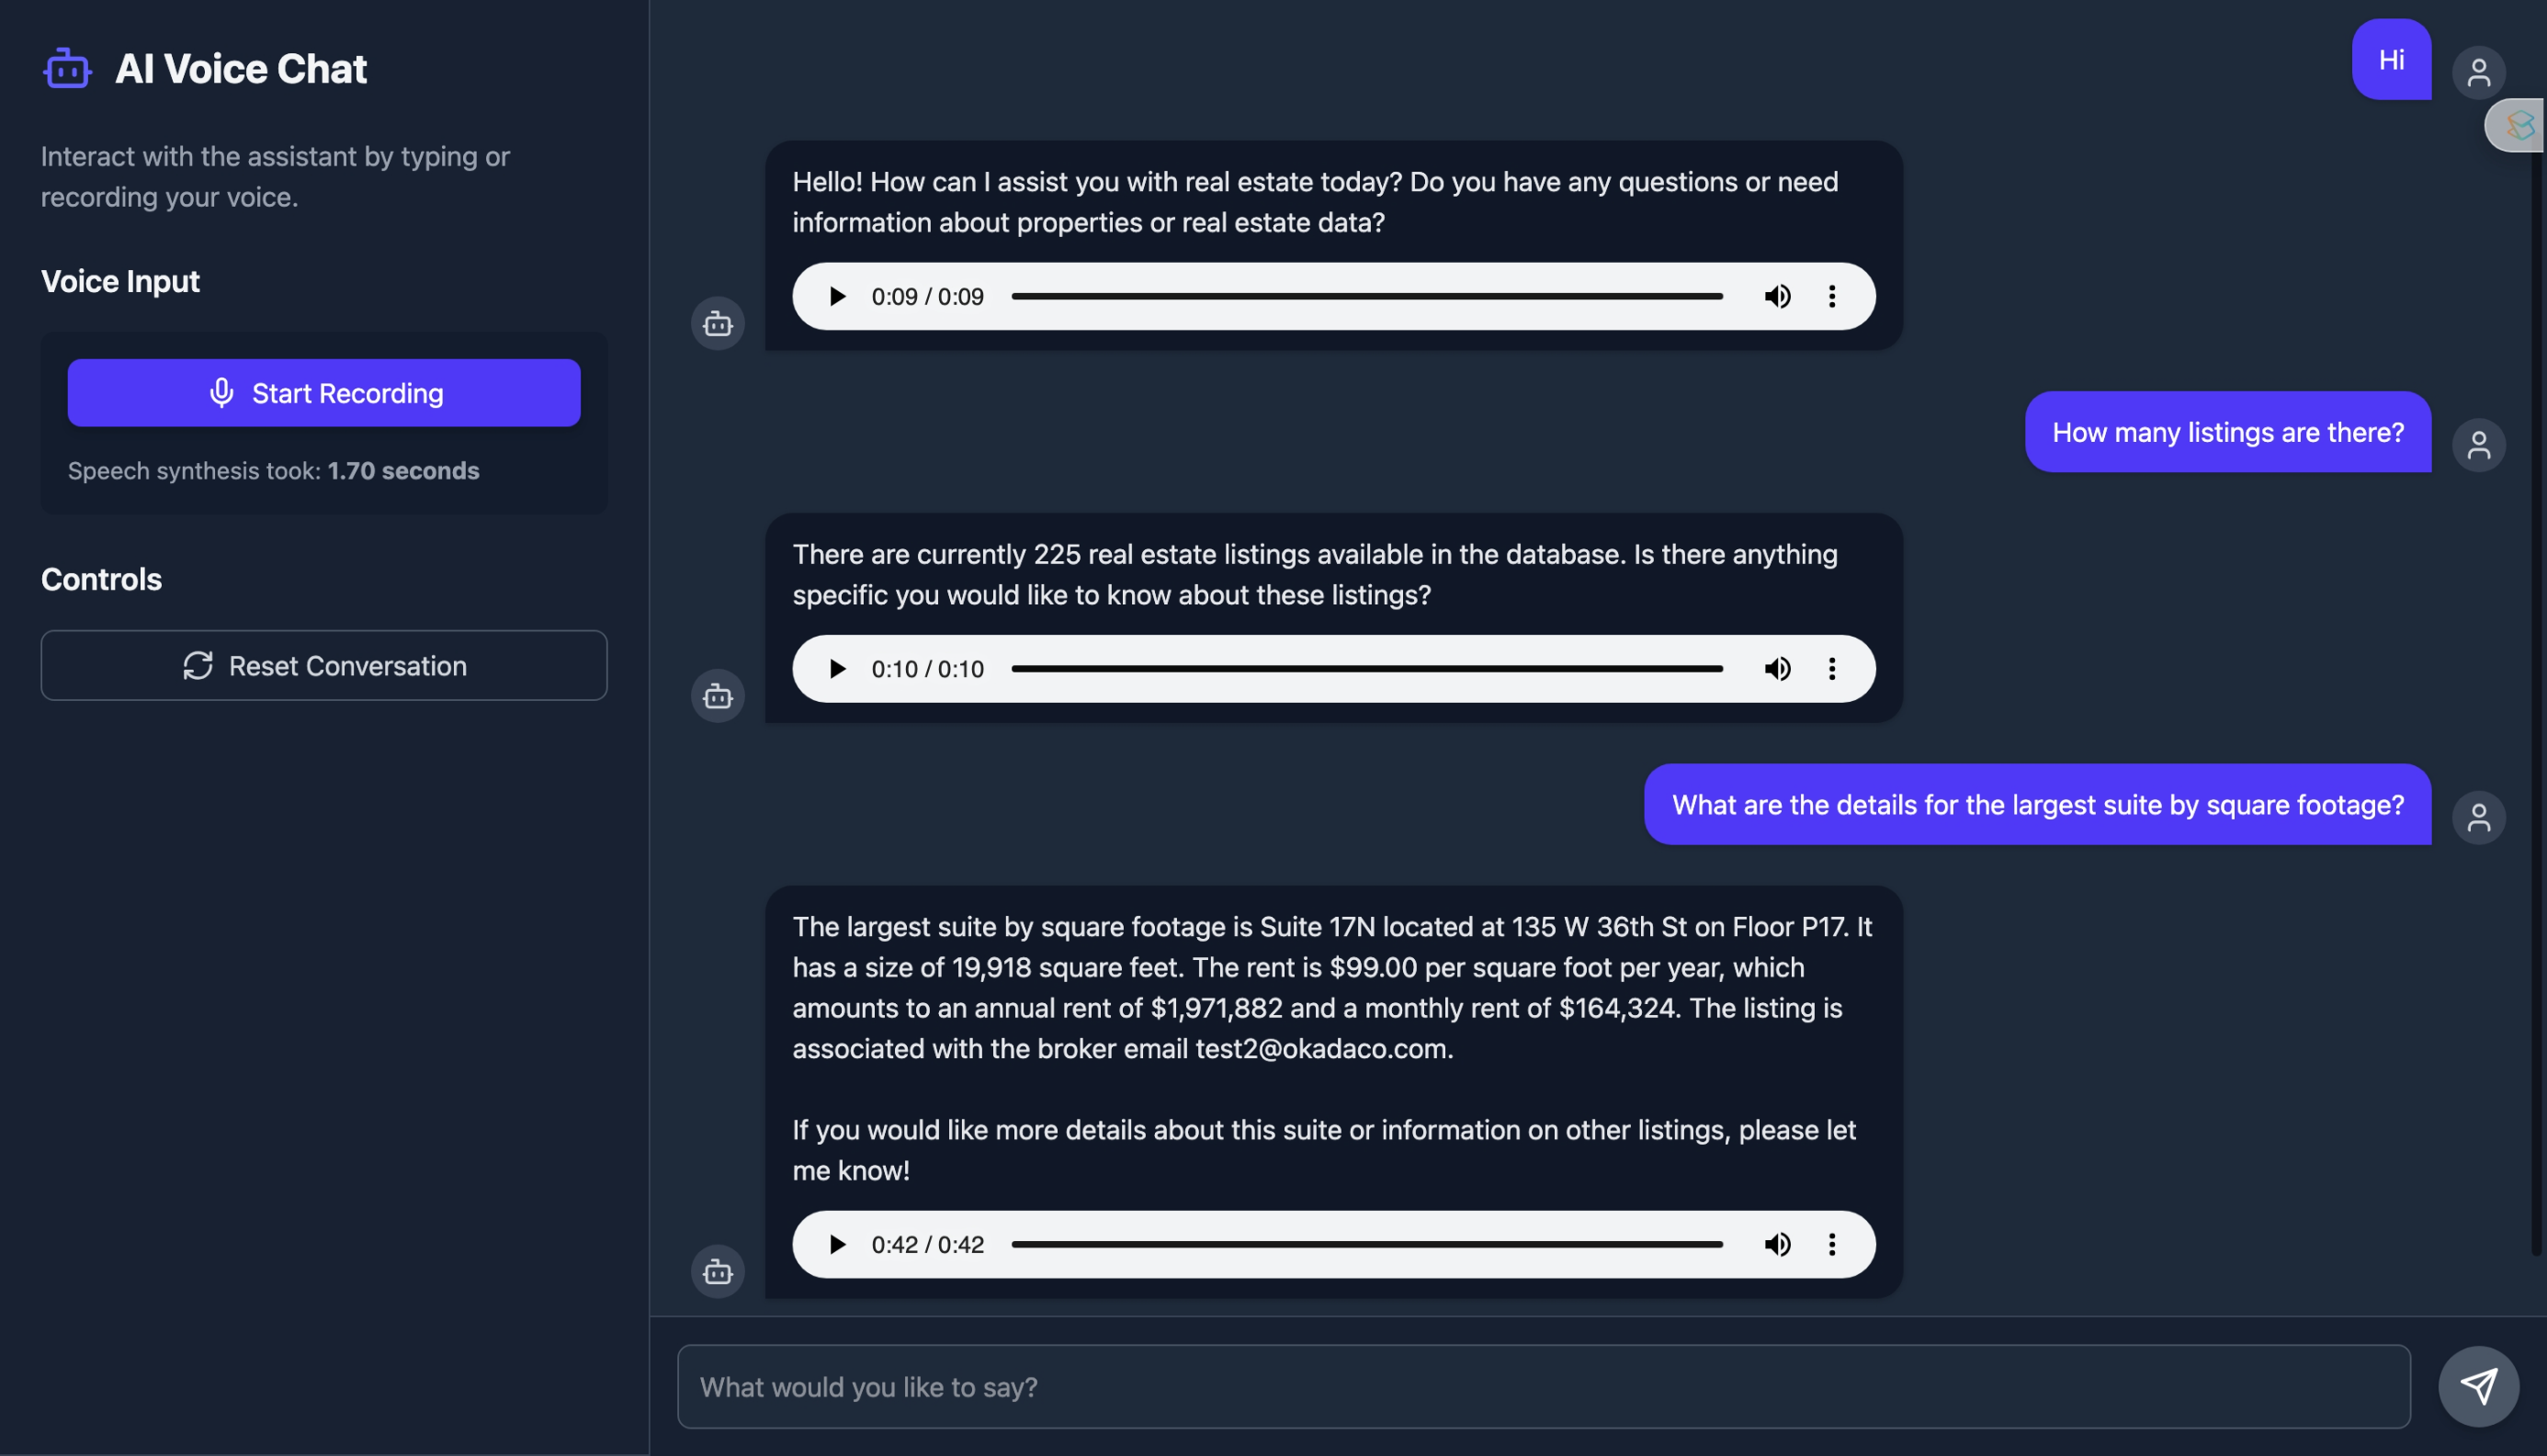 AI Voice Chat
Interact with the assistant by typing or
recording your voice.
Voice Input
Start Recording
Speech synthesis took: 1.70 seconds
Controls
Reset Conversation
Hi
Hello! How can I assist you with real estate today? Do you have any questions or need
information about properties or real estate data?
0:09 / 0:09
How many listings are there?
There are currently 225 real estate listings available in the database. Is there anything
specific you would like to know about these listings?
0:10 / 0:10
What are the details for the largest suite by square footage?
The largest suite by square footage is Suite 17N located at 135 W 36th St on Floor P17. It
has a size of 19,918 square feet. The rent is $99.00 per square foot per year, which
amounts to an annual rent of $1,971,882 and a monthly rent of $164,324. The listing is
associated with the broker email test2@okadaco.com.
If you would like more details about this suite or information on other listings, please let
me know!
0:42 / 0:42
What would you like to say?